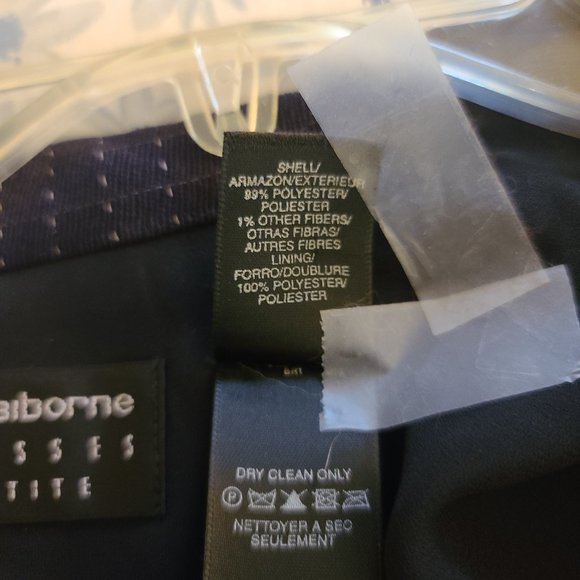 SHELL/
ARMAZON/EXTERIEUR
99% POLYESTER/
POLIESTER
1% OTHER FIBERS/
OTRAS FIBRAS/
AUTRES FIBRES
LINING/
FORRO/DOUBLURE
100% POLYESTER/
POLIESTER
aiborne
SSES
TITE
DRY CLEAN ONLY
P
NETTOYER A SEC
SEULEMENT